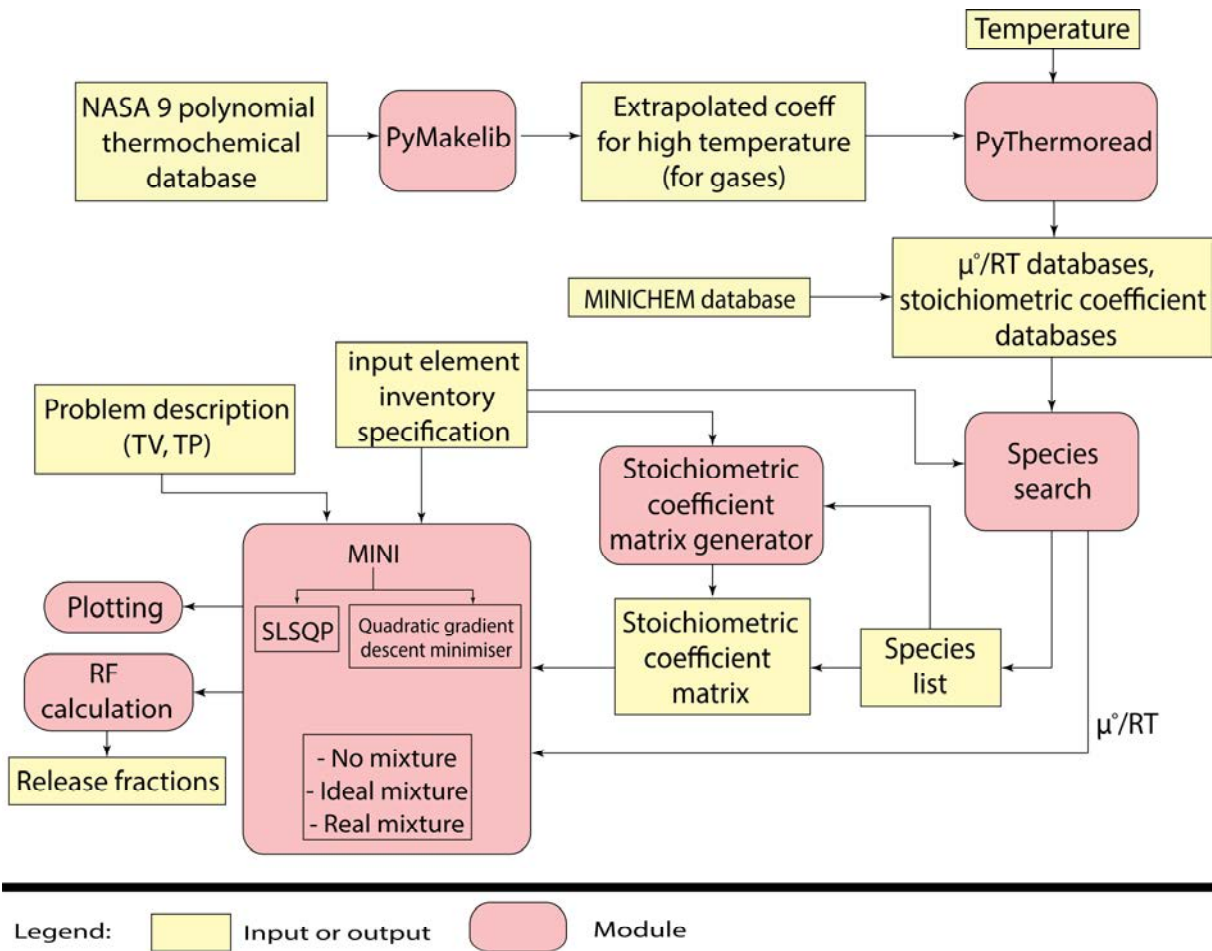 Temperature
NASA 9 polynomial
thermochemical
database
PyMakelib
Extrapolated coeff
for high temperature
(for gases)
PyThermoread
MINICHEM database
μ°/RT databases,
stoichiometric coefficient
databases
Problem description
(TV, TP)
input element
inventory
specification
Stoichiometric
coefficient
matrix generator
Species
search
MINI
SLSQP
Quadratic gradient
descent minimiser
Plotting
RF
calculation
Release fractions
Stoichiometric
coefficient
matrix
Species
list
μ°/RT
- No mixture
- Ideal mixture
- Real mixture
Legend:
Input or output
Module